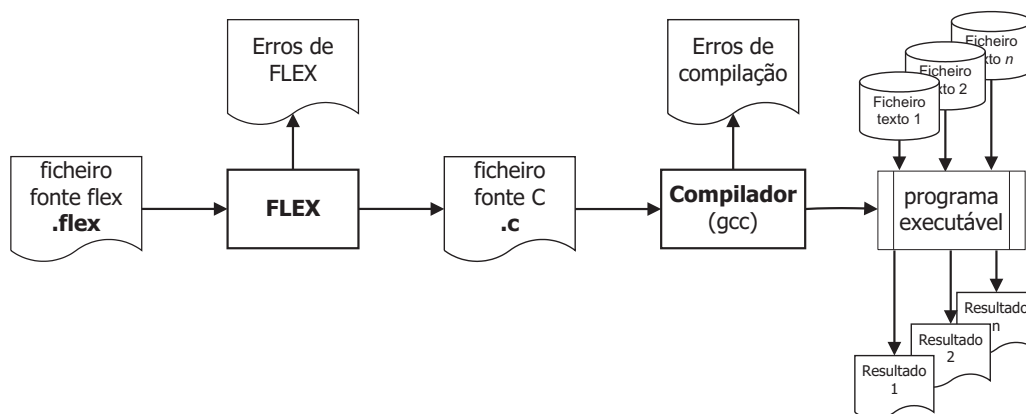 Erros de
FLEX
Erros de
compilação
Ficheiro
texto n
Ficheiro
texto 2
Ficheiro
texto 1
ficheiro
fonte flex
.flex
FLEX
ficheiro
fonte C
.c
Compilador
(gcc)
programa
executável
Resultado
n
Resultado
2
Resultado
1